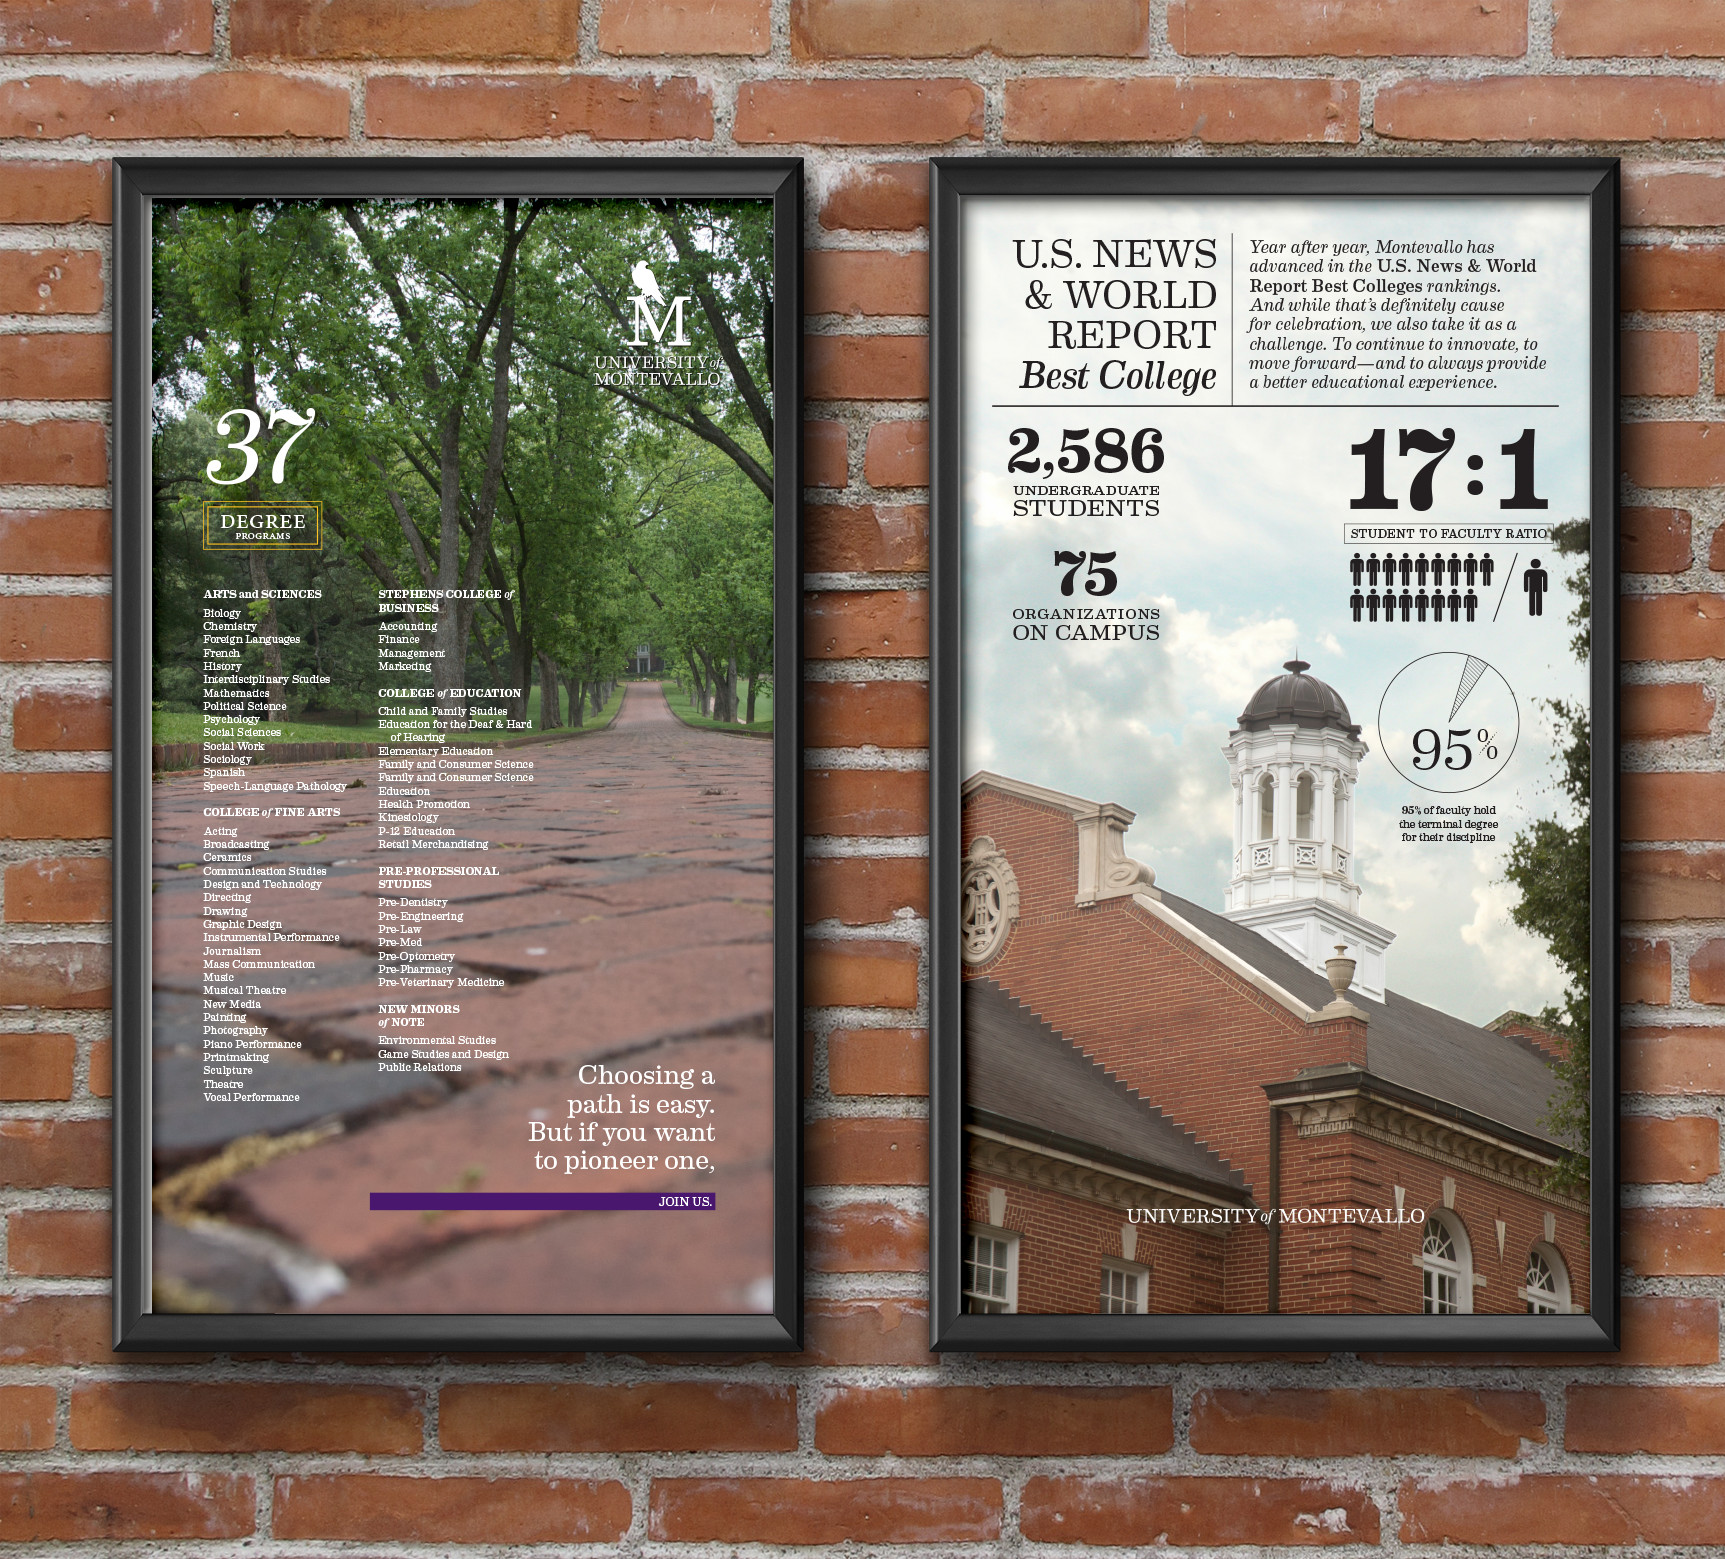 M
UNIVERSITY of
MONTEVALLO
37
DEGREE
PROGRAMS
ARTS and SCIENCES
Biology
Chemistry
Foreign Languages
French
History
Interdisciplinary Studies
Mathematics
Political Science
Psychology
Social Sciences
Social Work
Sociology
Spanish
Speech-Language Pathology
COLLEGE of FINE ARTS
Acting
Broadcasting
Ceramics
Communication Studies
Design and Technology
Directing
Drawing
Graphic Design
Instrumental Performance
Journalism
Mass Communication
Music
Musical Theatre
New Media
Painting
Photography
Piano Performance
Printmaking
Sculpture
Theatre
Vocal Performance
STEPHENS COLLEGE of
BUSINESS
Accounting
Finance
Management
Marketing
COLLEGE of EDUCATION
Child and Family Studies
Education for the Deaf & Hard
of Hearing
Elementary Education
Family and Consumer Science
Family and Consumer Science
Education
Health Promotion
Kinesiology
P-12 Education
Retail Merchandising
PRE-PROFESSIONAL
STUDIES
Pre-Dentistry
Pre-Engineering
Pre-Law
Pre-Med
Pre-Optometry
Pre-Pharmacy
Pre-Veterinary Medicine
NEW MINORS
of NOTE
Environmental Studies
Game Studies and Design
Public Relations
Choosing a
path is easy.
But if you want
to pioneer one,
JOIN US.
U.S. NEWS
& WORLD
REPORT
Best College
Year after year, Montevallo has
advanced in the U.S. News & World
Report Best Colleges rankings.
And while that's definitely cause
for celebration, we also take it as a
challenge. To continue to innovate, to
move forward—and to always provide
a better educational experience.
2,586
UNDERGRADUATE
STUDENTS
75
ORGANIZATIONS
ON CAMPUS
17:1
STUDENT TO FACULTY RATIO
95%
95% of faculty hold
the terminal degree
for their discipline
UNIVERSITY of MONTEVALLO